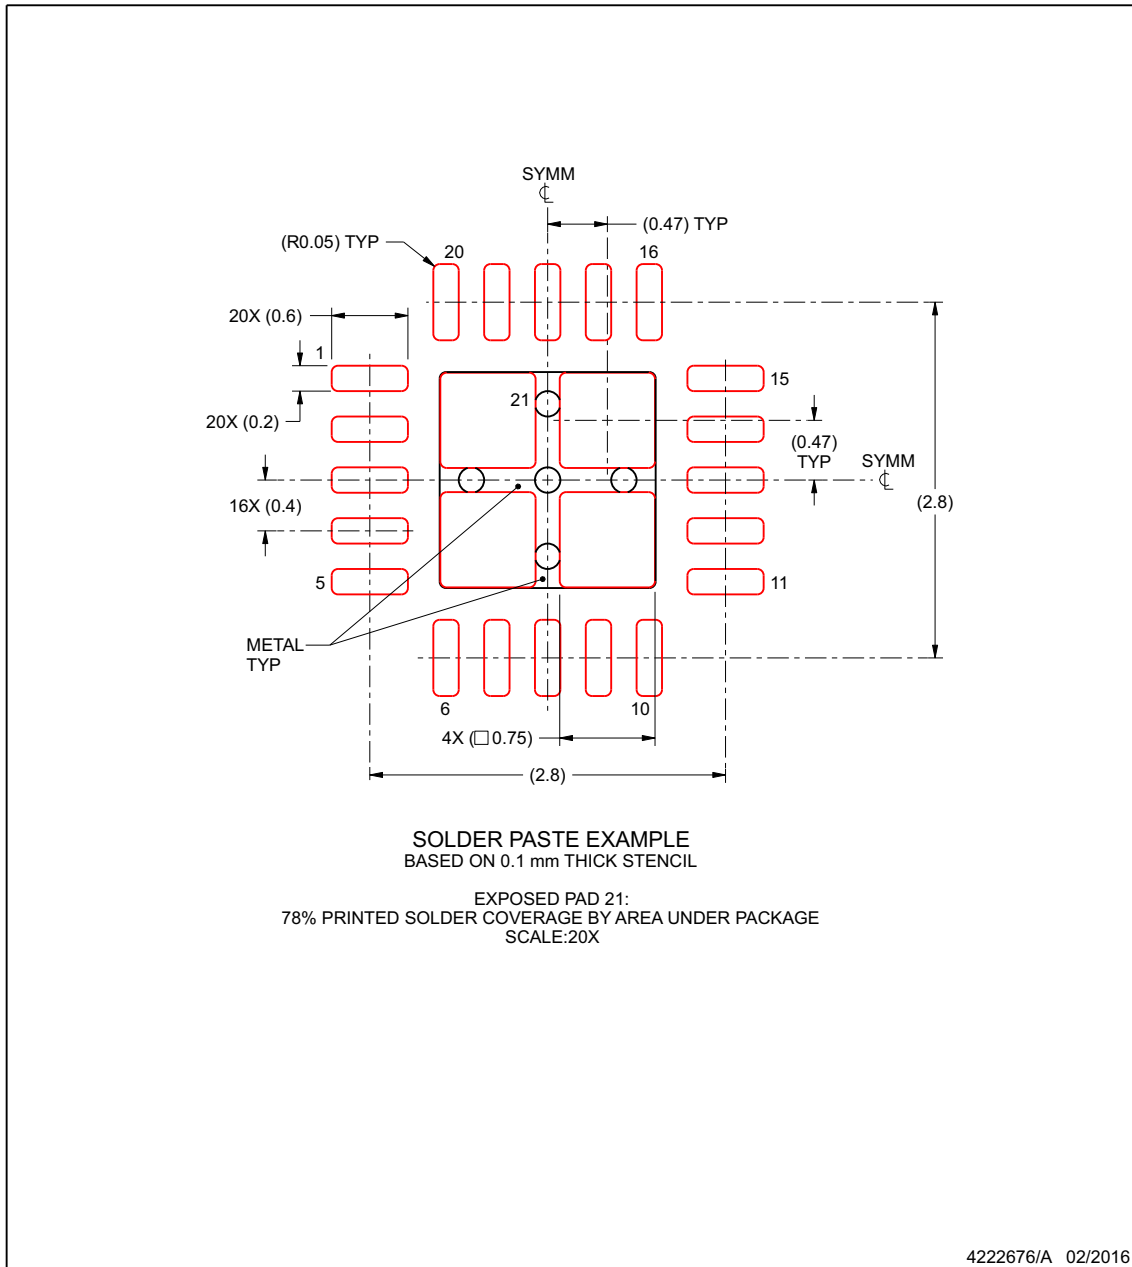 SYMM
℄
(0.47) TYP
(R0.05) TYP
20
16
20X (0.6)
1
15
21
20X (0.2)
(0.47)
TYP
SYMM
℄
16X (0.4)
(2.8)
5
11
METAL
TYP
6
10
4X (□ 0.75)
(2.8)
SOLDER PASTE EXAMPLE
BASED ON 0.1 mm THICK STENCIL
EXPOSED PAD 21:
78% PRINTED SOLDER COVERAGE BY AREA UNDER PACKAGE
SCALE:20X
4222676/A 02/2016